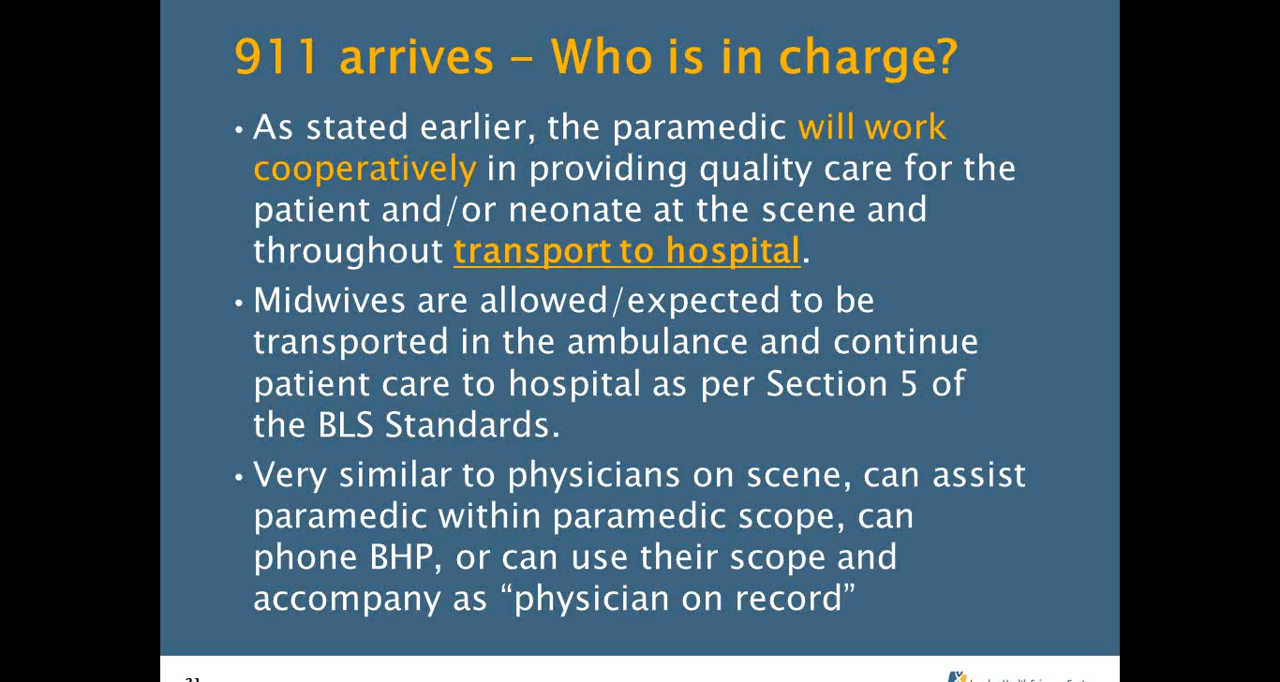 911 arrives – Who is in charge?
• As stated earlier, the paramedic will work
cooperatively in providing quality care for the
patient and/or neonate at the scene and
throughout transport to hospital.
• Midwives are allowed/expected to be
transported in the ambulance and continue
patient care to hospital as per Section 5 of
the BLS Standards.
• Very similar to physicians on scene, can assist
paramedic within paramedic scope, can
phone BHP, or can use their scope and
accompany as “physician on record”